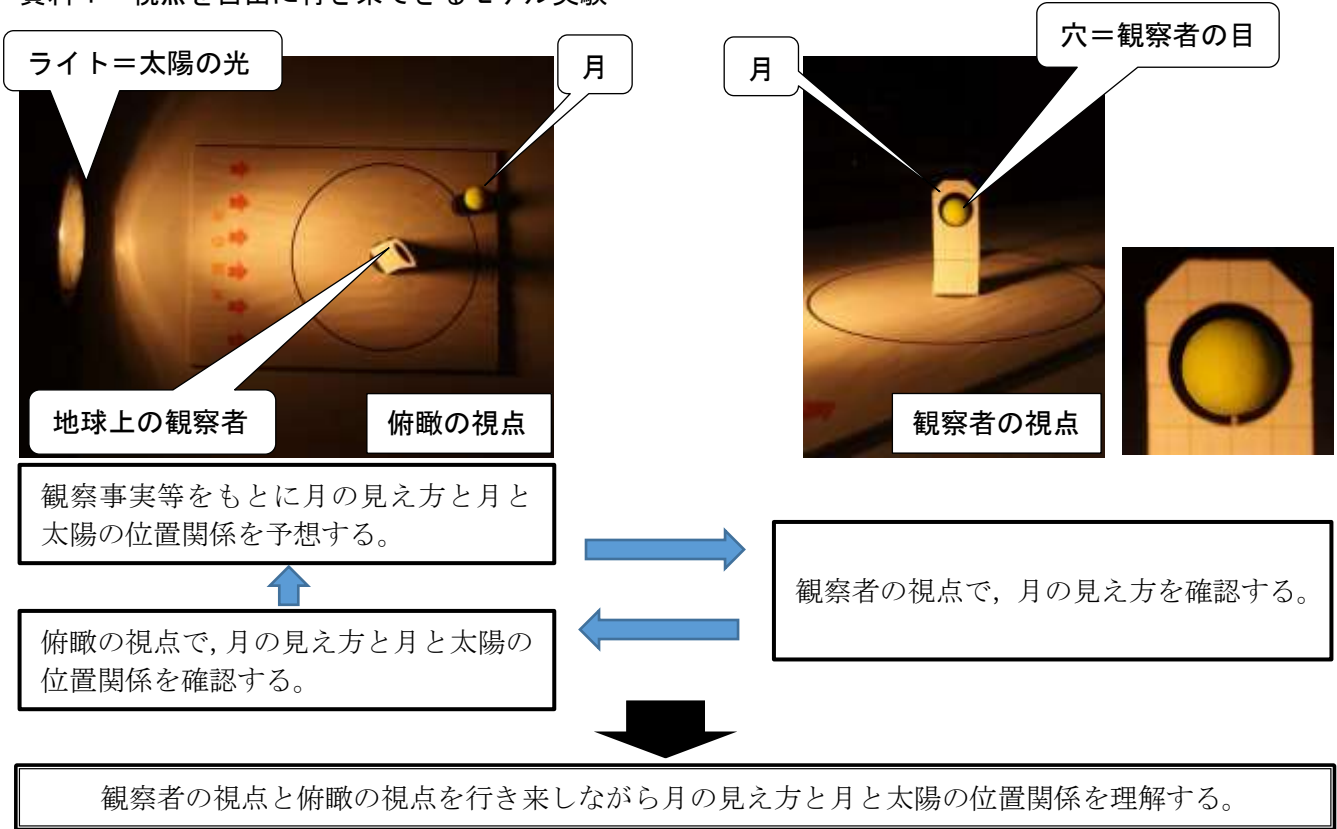 ライト＝太陽の光
月
月
穴＝観察者の目
地球上の観察者
俯瞰の視点
観察者の視点
観察事実等をもとに月の見え方と月と
太陽の位置関係を予想する。
観察者の視点で，月の見え方を確認する。
俯瞰の視点で，月の見え方と月と太陽の
位置関係を確認する。
観察者の視点と俯瞰の視点を行き来しながら月の見え方と月と太陽の位置関係を理解する。